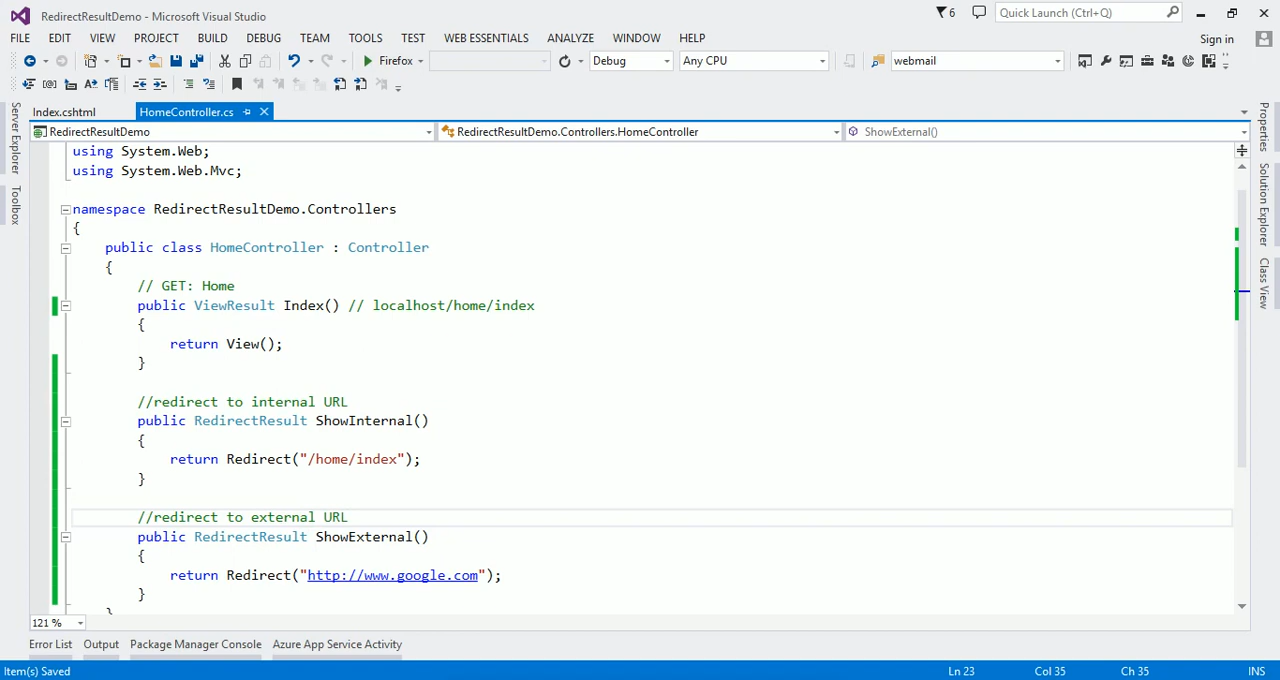 RedirectResultDemo - Microsoft Visual Studio
6
Quick Launch (Ctrl+Q)
FILE EDIT VIEW PROJECT BUILD DEBUG TEAM TOOLS TEST WEB ESSENTIALS ANALYZE WINDOW HELP
Sign in
Firefox
Debug
Any CPU
webmail
Index.cshtml
HomeController.cs
RedirectResultDemo
RedirectResultDemo.Controllers.HomeController
ShowExternal()
Server Explorer
Toolbox
Properties
Solution Explorer
Class View
using System.Web;
using System.Web.Mvc;
namespace RedirectResultDemo.Controllers
{
public class HomeController : Controller
{
// GET: Home
public ViewResult Index() // localhost/home/index
{
return View();
}
//redirect to internal URL
public RedirectResult ShowInternal()
{
return Redirect("/home/index");
}
//redirect to external URL
public RedirectResult ShowExternal()
{
return Redirect("http://www.google.com");
}
}
121 %
Error List Output Package Manager Console Azure App Service Activity
Item(s) Saved
Ln 23
Col 35
Ch 35
INS